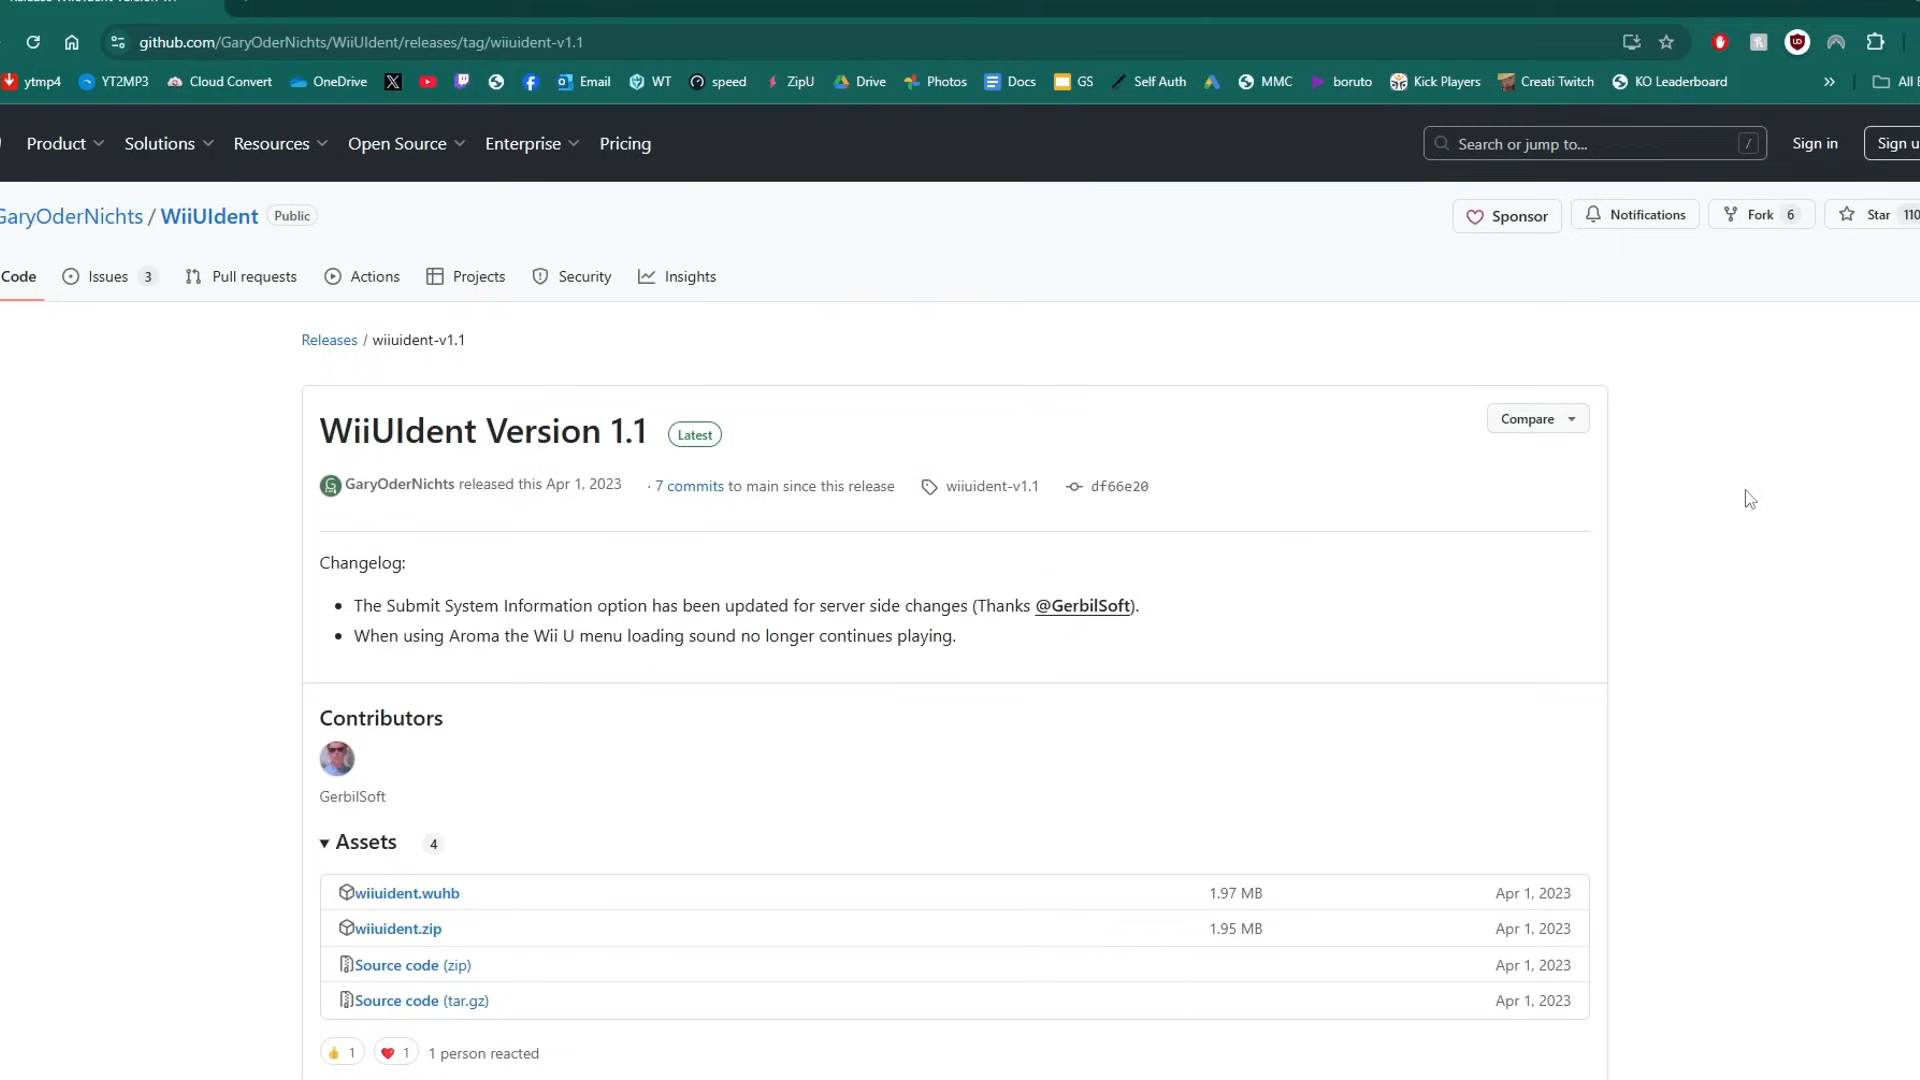 github.com/GaryOderNichts/WiiUIdent/releases/tag/wiiuident-v1.1
ytmp4 YT2MP3 Cloud Convert OneDrive Email WT speed ZipU Drive Photos Docs GS Self Auth MMC boruto Kick Players Creati Twitch KO Leaderboard » All
Product Solutions Resources Open Source Enterprise Pricing Search or jump to... / Sign in Sign u
GaryOderNichts / WiiUIdent Public Sponsor Notifications Fork 6 Star 110
Code Issues 3 Pull requests Actions Projects Security Insights
Releases / wiiuident-v1.1
WiiUIdent Version 1.1 Latest Compare
GaryOderNichts released this Apr 1, 2023 · 7 commits to main since this release wiiuident-v1.1 df66e20
Changelog:
• The Submit System Information option has been updated for server side changes (Thanks @GerbilSoft).
• When using Aroma the Wii U menu loading sound no longer continues playing.
Contributors
GerbilSoft
Assets 4
wiiuident.wuhb 1.97 MB Apr 1, 2023
wiiuident.zip 1.95 MB Apr 1, 2023
Source code (zip) Apr 1, 2023
Source code (tar.gz) Apr 1, 2023
👍 1 ❤️ 1 1 person reacted